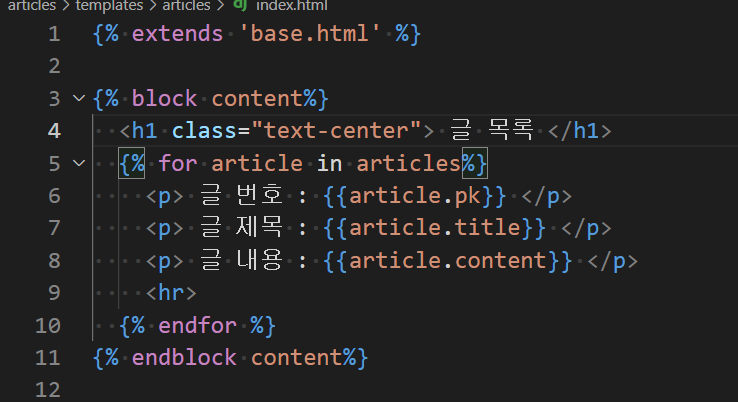 articles > templates > articles > dj index.html
1 {% extends 'base.html' %}
2
3 {% block content%}
4 <h1 class="text-center"> 글 목록 </h1>
5 {% for article in articles%}
6 <p> 글 번호 : {{article.pk}} </p>
7 <p> 글 제목 : {{article.title}} </p>
8 <p> 글 내용 : {{article.content}} </p>
9 <hr>
10 {% endfor %}
11 {% endblock content%}
12